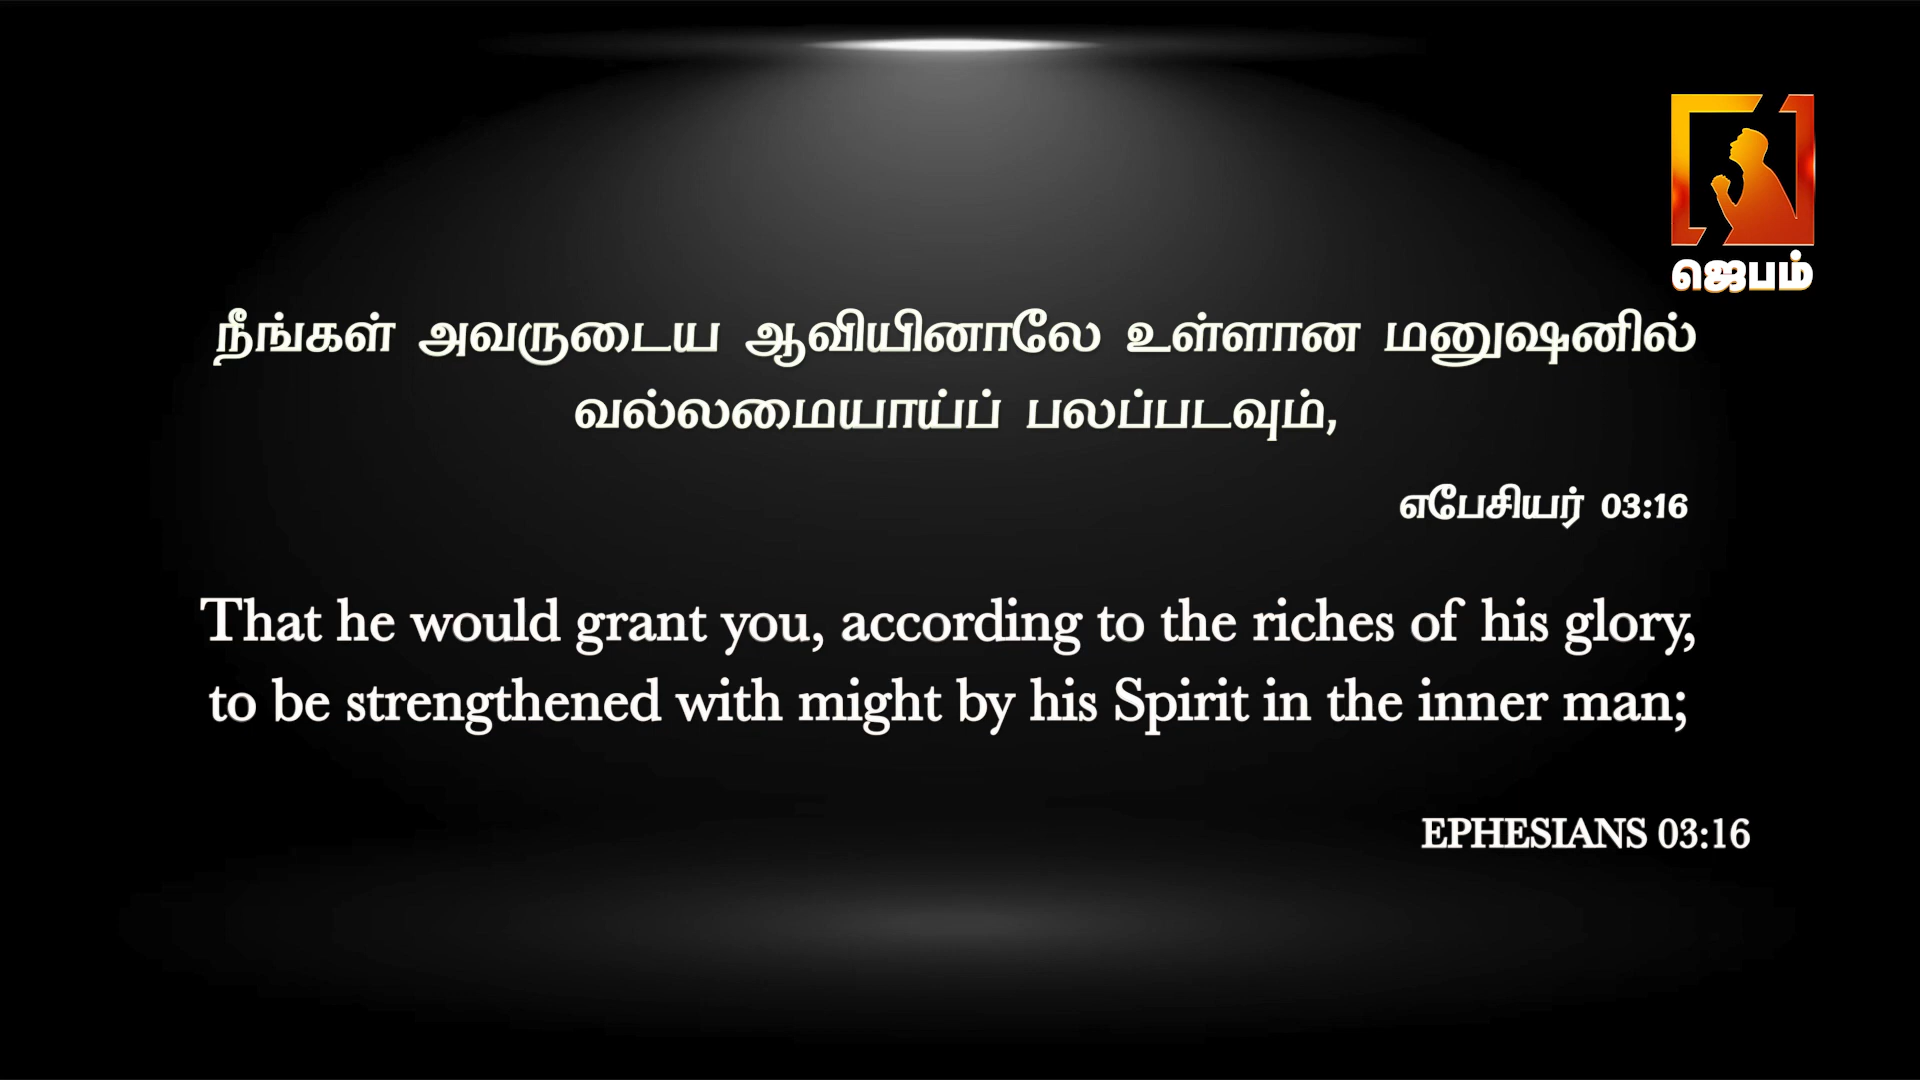 ஜெபம்
நீங்கள் அவருடைய ஆவியினாலே உள்ளான மனுஷனில்
வல்லமையாய்ப் பலப்படவும்,
எபேசியர் 03:16
That he would grant you, according to the riches of his glory,
to be strengthened with might by his Spirit in the inner man;
EPHESIANS 03:16